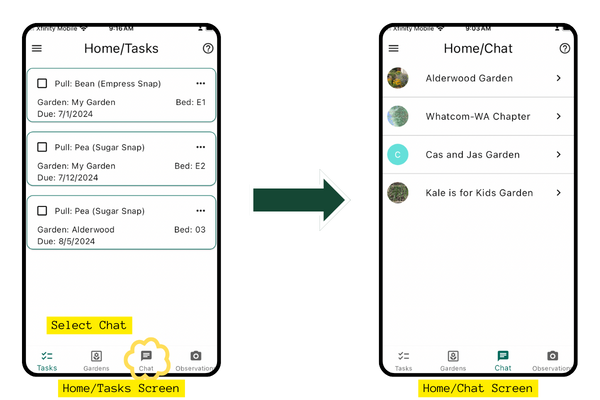 Xfinity Mobile 9:16 AM
Home/Tasks
Pull: Bean (Empress Snap)
Garden: My Garden Bed: E1
Due: 7/1/2024
Pull: Pea (Sugar Snap)
Garden: My Garden Bed: E2
Due: 7/12/2024
Pull: Pea (Sugar Snap)
Garden: Alderwood Bed: 03
Due: 8/5/2024
Select Chat
Tasks Gardens Chat Observations
Home/Tasks Screen
Xfinity Mobile 9:03 AM
Home/Chat
Alderwood Garden
Whatcom-WA Chapter
C Cas and Jas Garden
Kale is for Kids Garden
Tasks Gardens Chat Observations
Home/Chat Screen